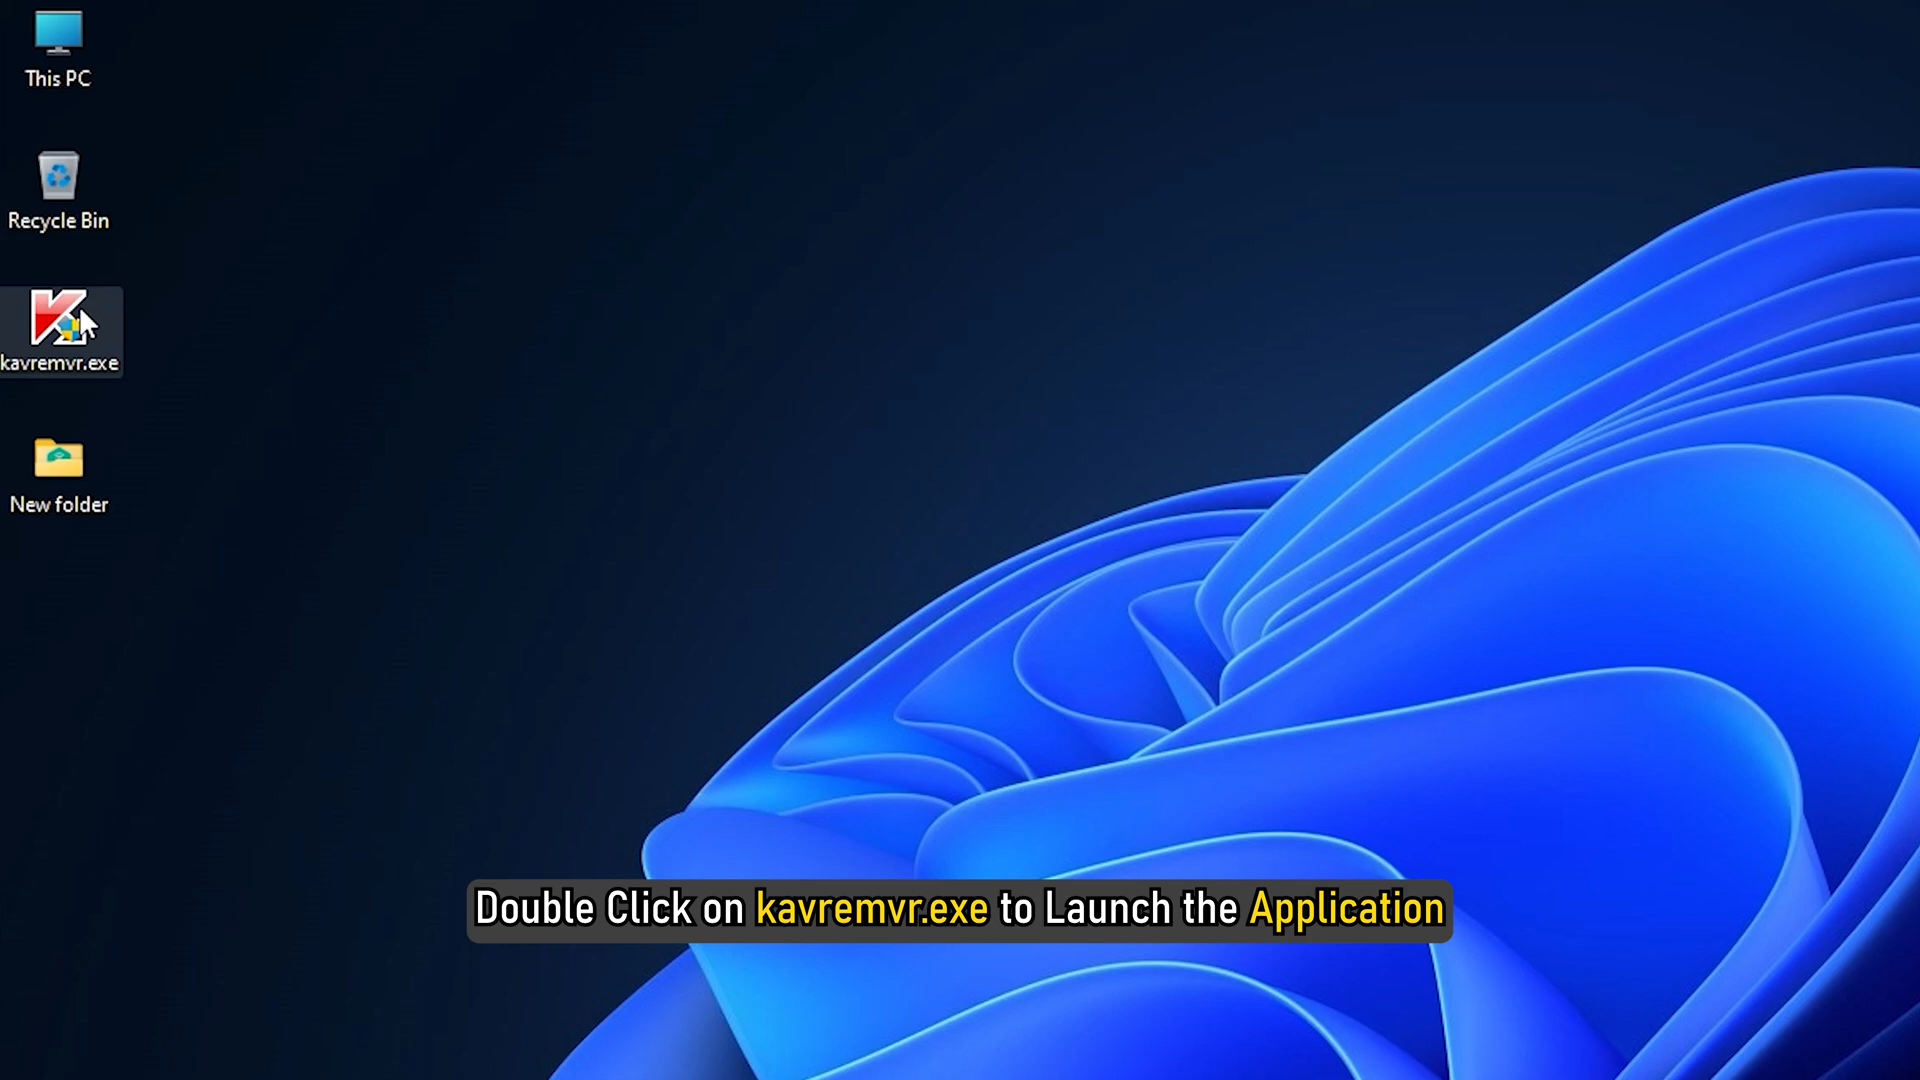 This PC
Recycle Bin
kavremvr.exe
New folder
Double Click on kavremvr.exe to Launch the Application